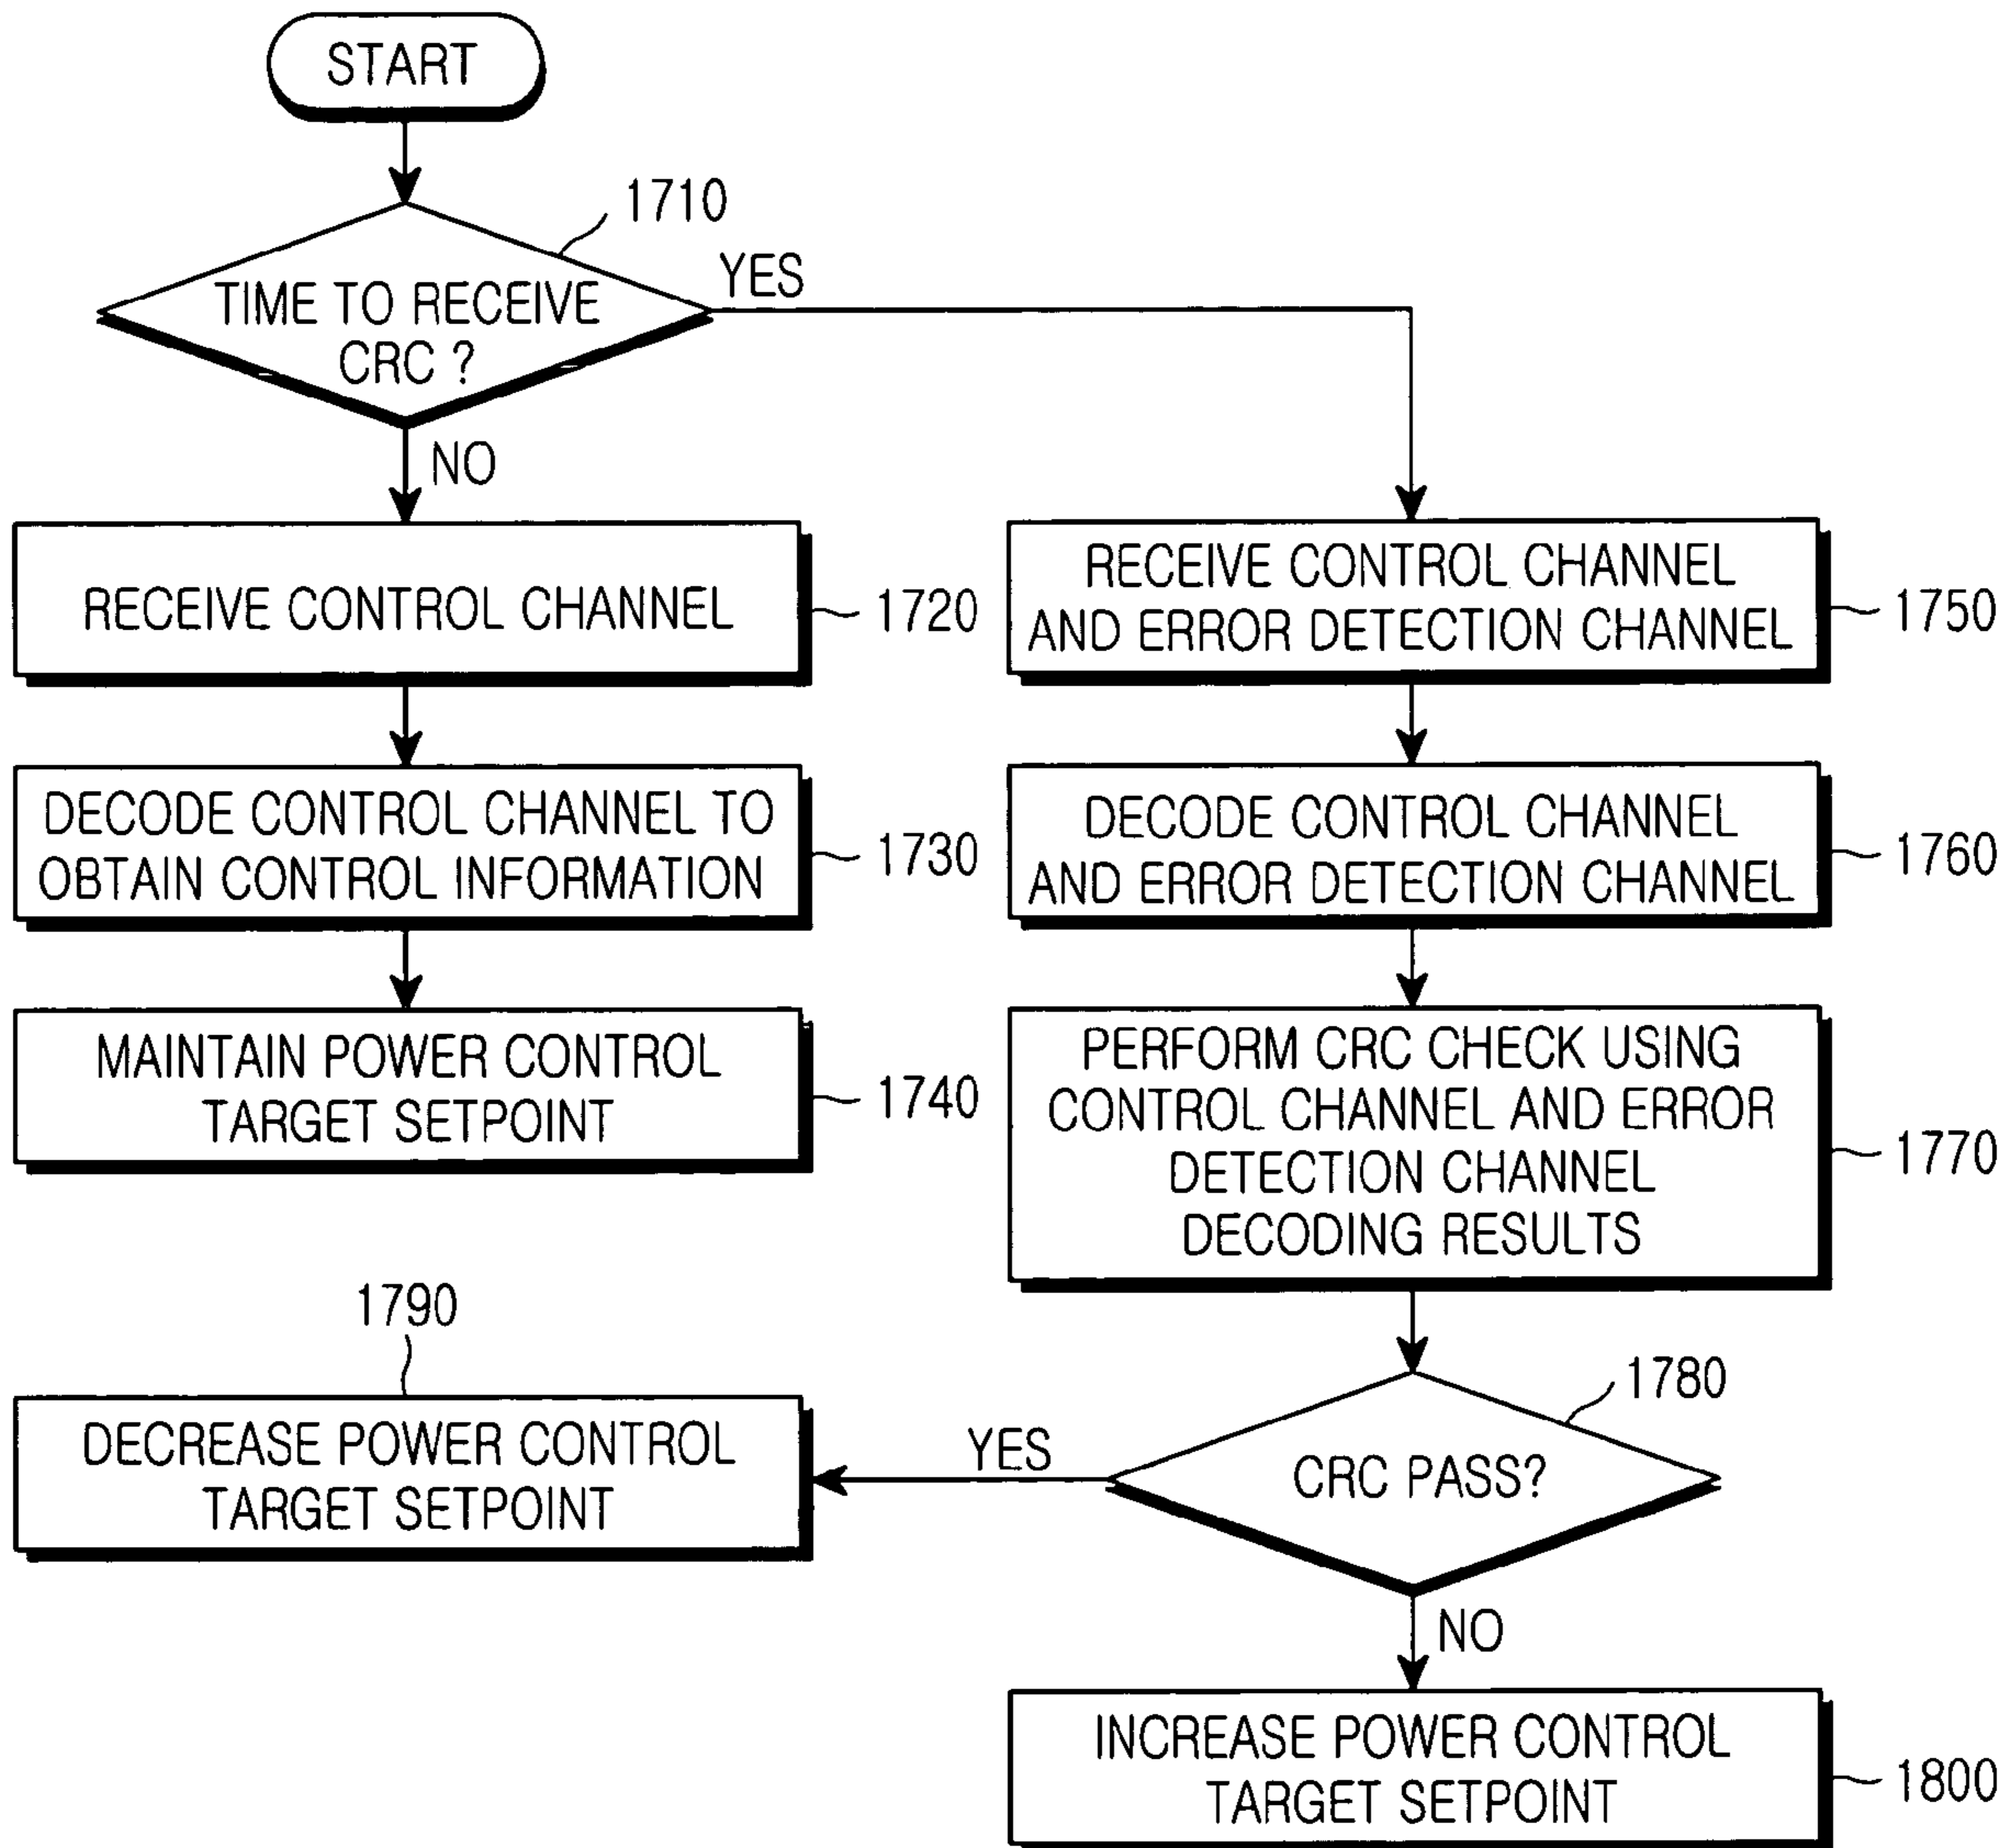 START
1710
TIME TO RECEIVE
CRC ?
YES
NO
RECEIVE CONTROL CHANNEL
1720
DECODE CONTROL CHANNEL TO
OBTAIN CONTROL INFORMATION
1730
MAINTAIN POWER CONTROL
TARGET SETPOINT
1740
RECEIVE CONTROL CHANNEL
AND ERROR DETECTION CHANNEL
1750
DECODE CONTROL CHANNEL
AND ERROR DETECTION CHANNEL
1760
PERFORM CRC CHECK USING
CONTROL CHANNEL AND ERROR
DETECTION CHANNEL
DECODING RESULTS
1770
1780
CRC PASS?
YES
1790
DECREASE POWER CONTROL
TARGET SETPOINT
NO
INCREASE POWER CONTROL
TARGET SETPOINT
1800